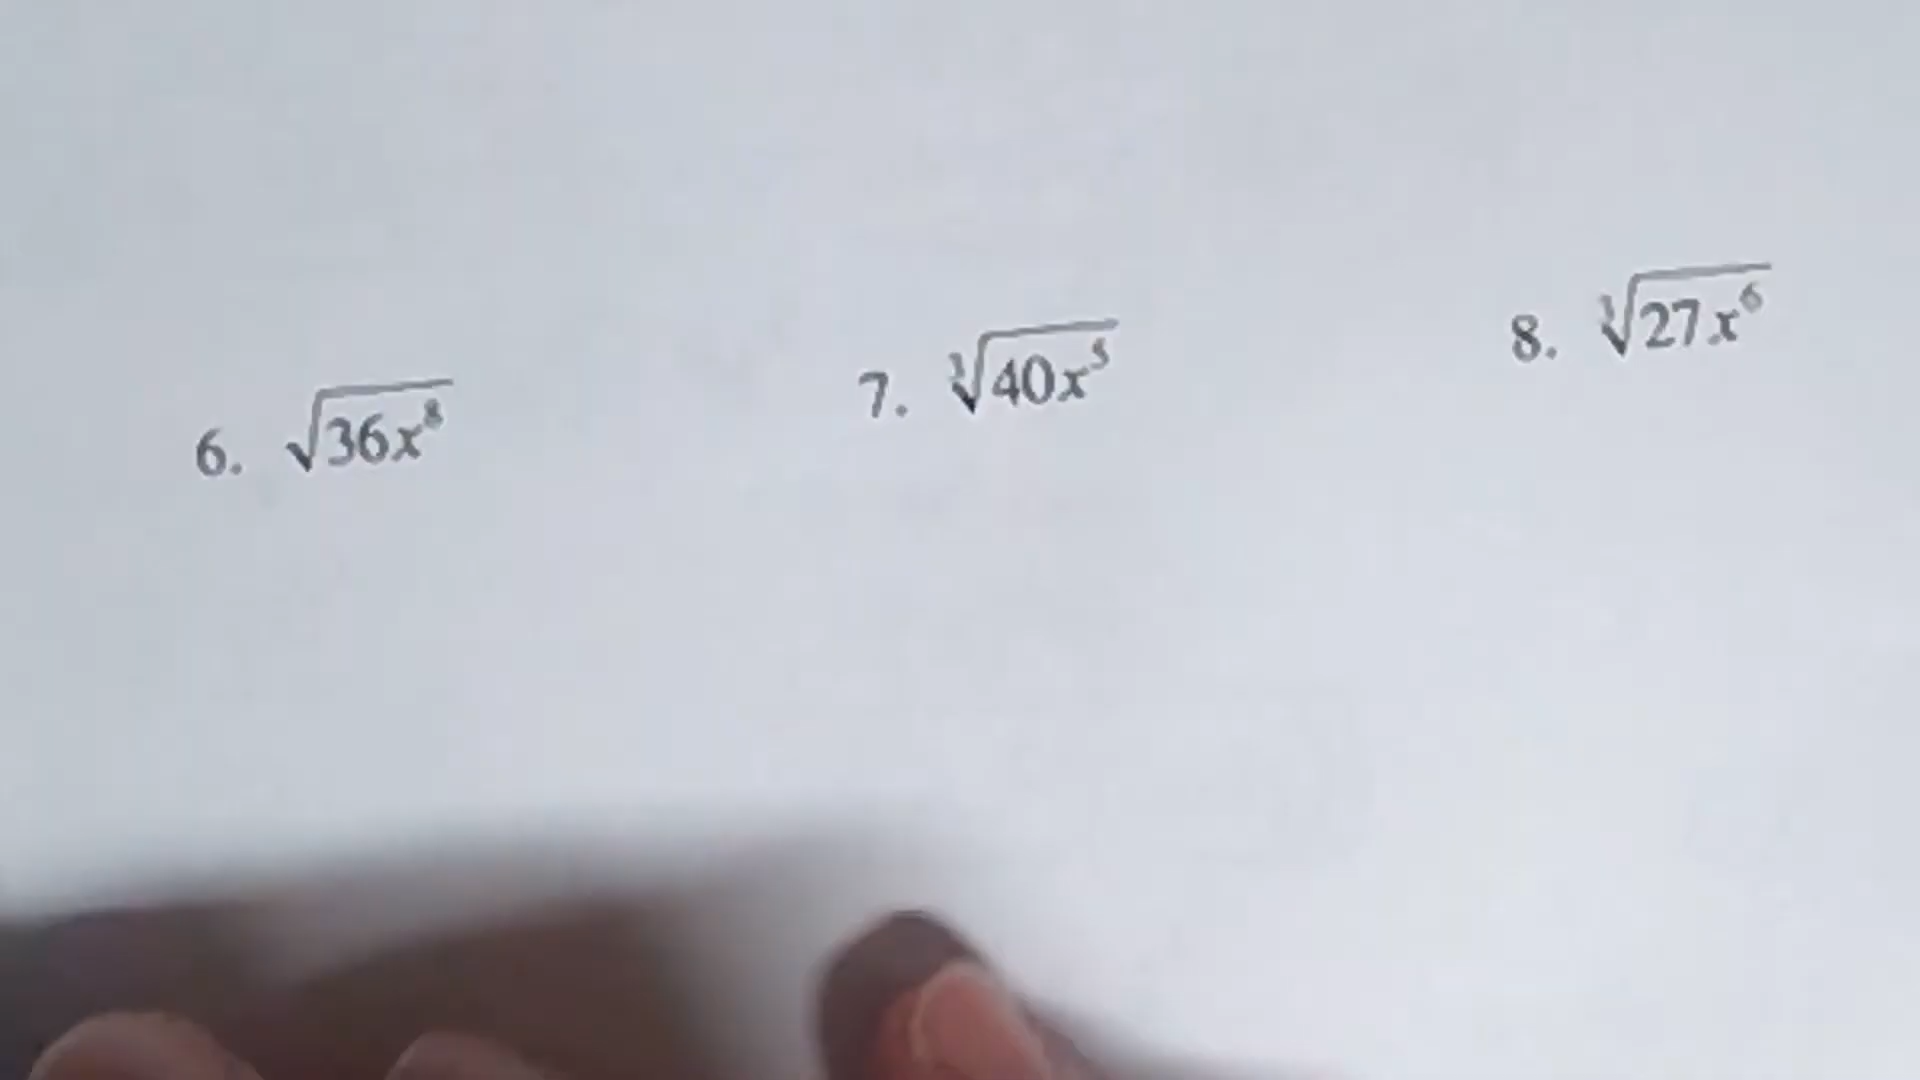 6. √36x⁸
7. ∛40x⁵
8. ∛27x⁶